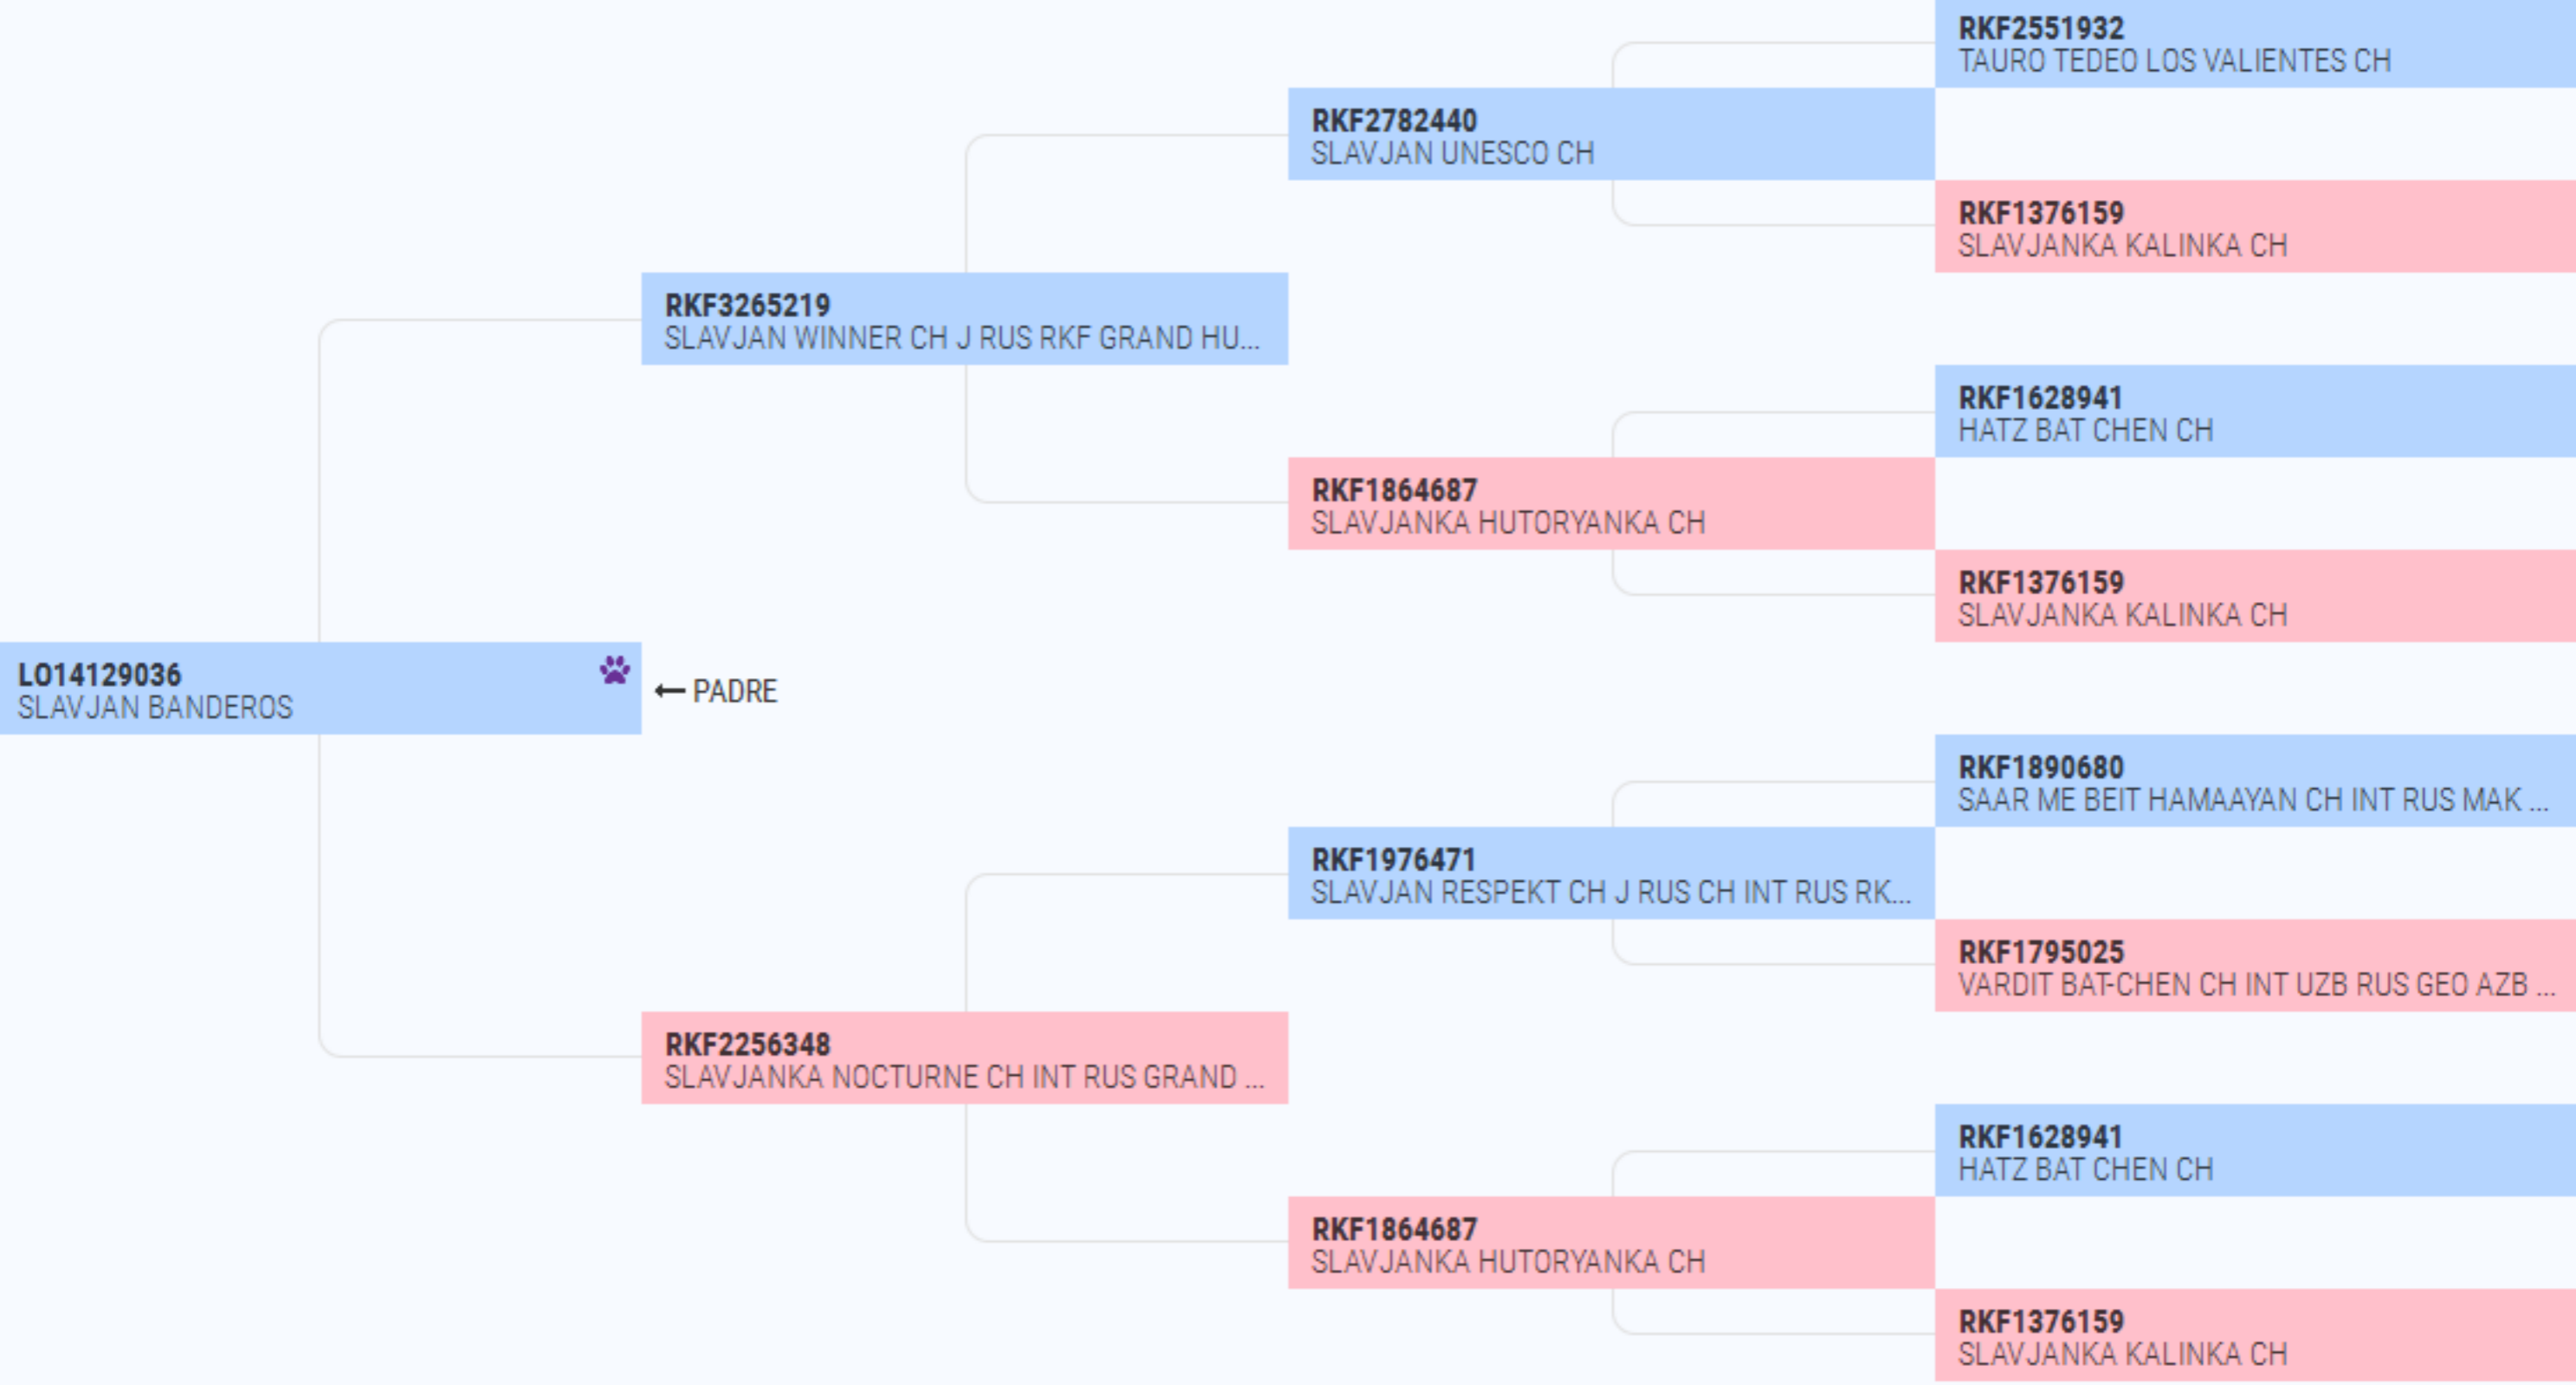 RKF2551932
TAURO TEDEO LOS VALIENTES CH
RKF2782440
SLAVJAN UNESCO CH
RKF1376159
SLAVJANKA KALINKA CH
RKF3265219
SLAVJAN WINNER CH J RUS RKF GRAND HU...
RKF1628941
HATZ BAT CHEN CH
RKF1864687
SLAVJANKA HUTORYANKA CH
RKF1376159
SLAVJANKA KALINKA CH
LO14129036
SLAVJAN BANDEROS
← PADRE
RKF1890680
SAAR ME BEIT HAMAAYAN CH INT RUS MAK ...
RKF1976471
SLAVJAN RESPEKT CH J RUS CH INT RUS RK...
RKF1795025
VARDIT BAT-CHEN CH INT UZB RUS GEO AZB ...
RKF2256348
SLAVJANKA NOCTURNE CH INT RUS GRAND ...
RKF1628941
HATZ BAT CHEN CH
RKF1864687
SLAVJANKA HUTORYANKA CH
RKF1376159
SLAVJANKA KALINKA CH